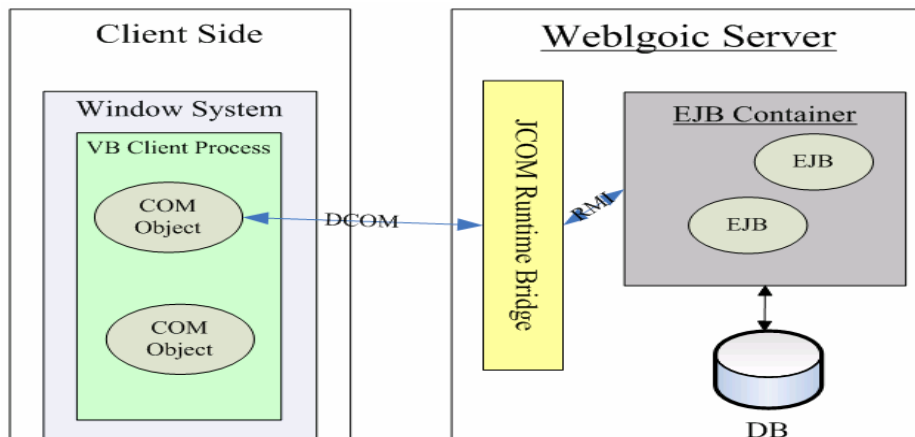 Client Side
Window System
VB Client Process
COM
Object
COM
Object
DCOM
Weblgoic Server
JCOM Runtime Bridge
RMI
EJB Container
EJB
EJB
DB